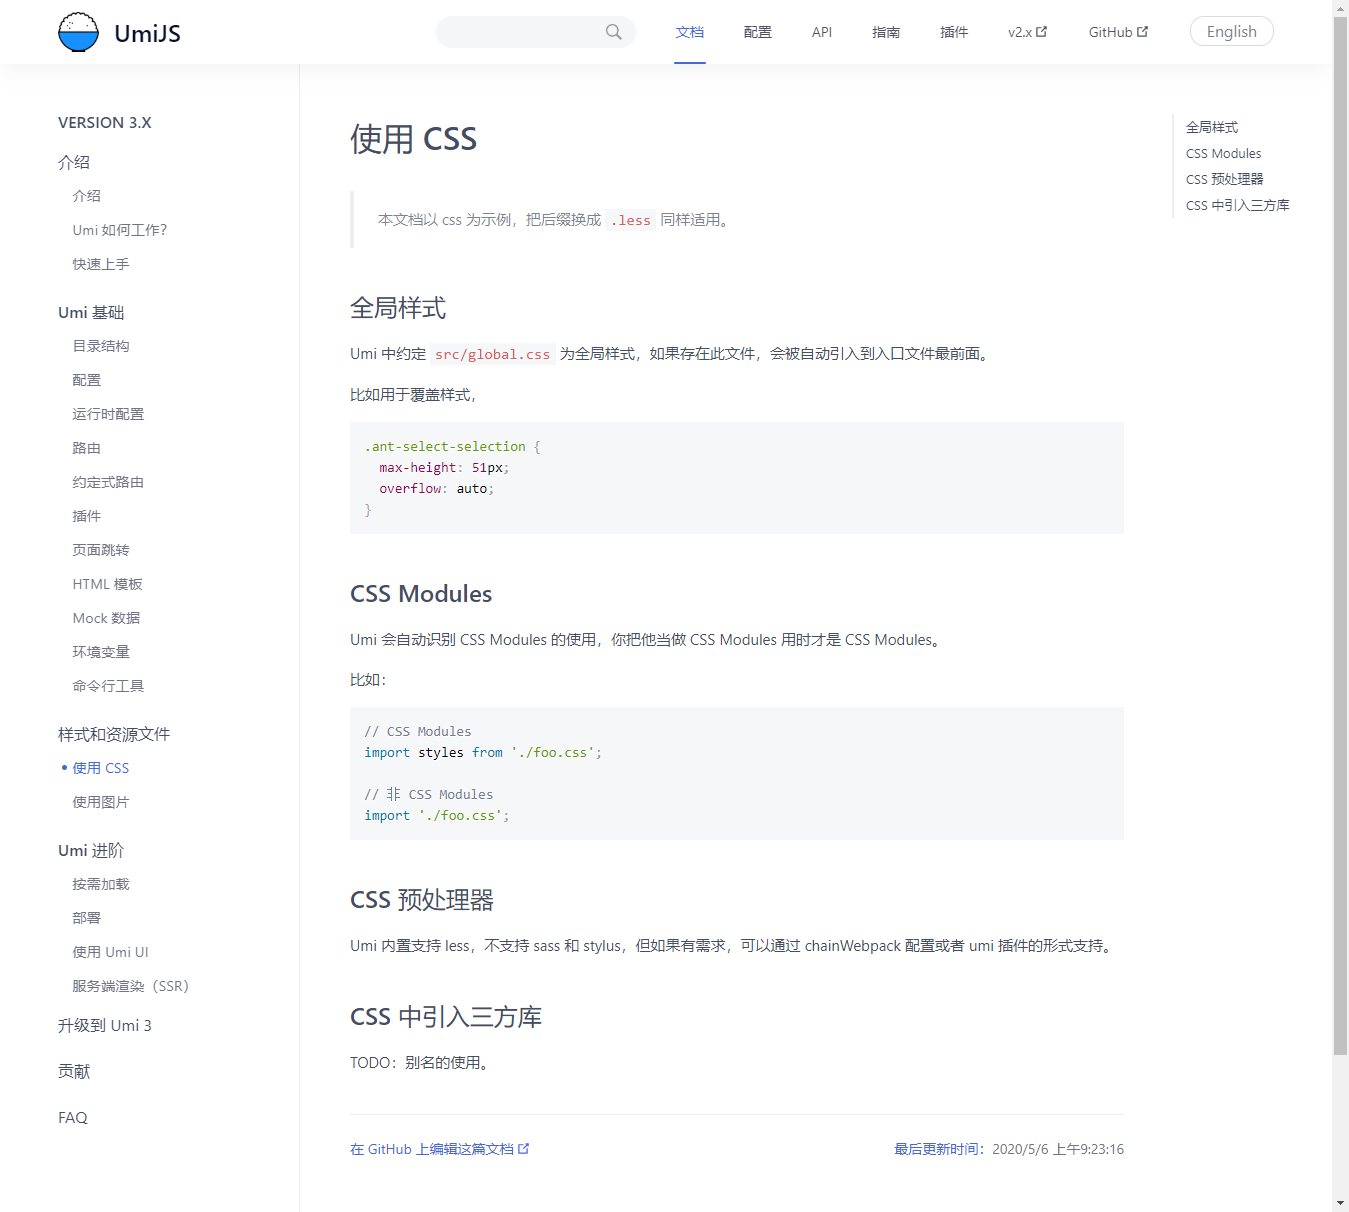 UmiJS
文档
配置
API
指南
插件
v2.x
GitHub
English
VERSION 3.X
介绍
介绍
Umi 如何工作?
快速上手
Umi 基础
目录结构
配置
运行时配置
路由
约定式路由
插件
页面跳转
HTML 模板
Mock 数据
环境变量
命令行工具
样式和资源文件
使用 CSS
使用图片
Umi 进阶
按需加载
部署
使用 Umi UI
服务端渲染（SSR）
升级到 Umi 3
贡献
FAQ
使用 CSS
本文档以 css 为示例，把后缀换成 .less 同样适用。
全局样式
Umi 中约定 src/global.css 为全局样式，如果存在此文件，会被自动引入到入口文件最前面。
比如用于覆盖样式，
.ant-select-selection {
  max-height: 51px;
  overflow: auto;
}
CSS Modules
Umi 会自动识别 CSS Modules 的使用，你把他当做 CSS Modules 用时才是 CSS Modules。
比如：
// CSS Modules
import styles from './foo.css';
// 非 CSS Modules
import './foo.css';
CSS 预处理器
Umi 内置支持 less，不支持 sass 和 stylus，但如果有需求，可以通过 chainWebpack 配置或者 umi 插件的形式支持。
CSS 中引入三方库
TODO：别名的使用。
在 GitHub 上编辑这篇文档
最后更新时间：2020/5/6 上午9:23:16
全局样式
CSS Modules
CSS 预处理器
CSS 中引入三方库